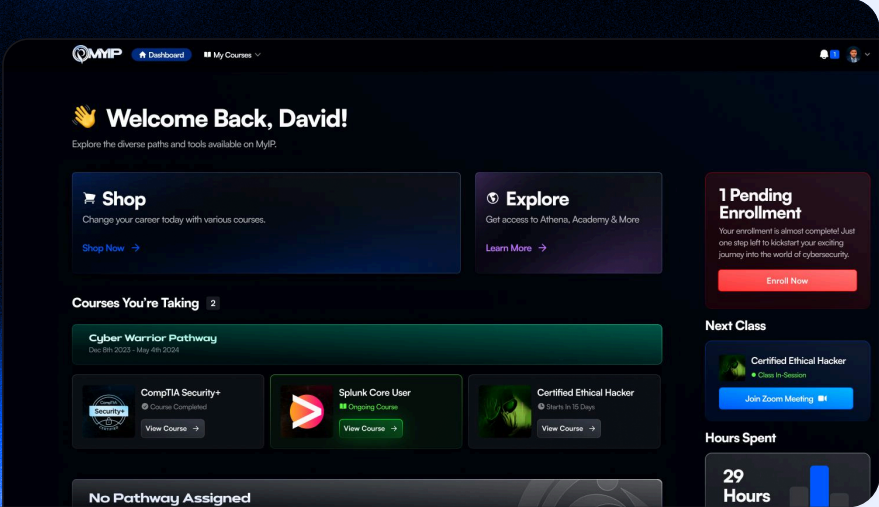 MYIP
Dashboard
My Courses
1
👋 Welcome Back, David!
Explore the diverse paths and tools available on MyIP.
Shop
Change your career today with various courses.
Shop Now →
Explore
Get access to Athena, Academy & More
Learn More →
1 Pending
Enrollment
Your enrollment is almost complete! Just
one step left to kickstart your exciting
journey into the world of cybersecurity.
Enroll Now
Courses You're Taking 2
Cyber Warrior Pathway
Dec 8th 2023 - May 4th 2024
CompTIA
Security+
CompTIA Security+
Course Completed
View Course →
Splunk Core User
Ongoing Course
View Course →
Certified Ethical Hacker
Starts In 15 Days
View Course →
Next Class
Certified Ethical Hacker
Class In-Session
Join Zoom Meeting
Hours Spent
29
Hours
No Pathway Assigned